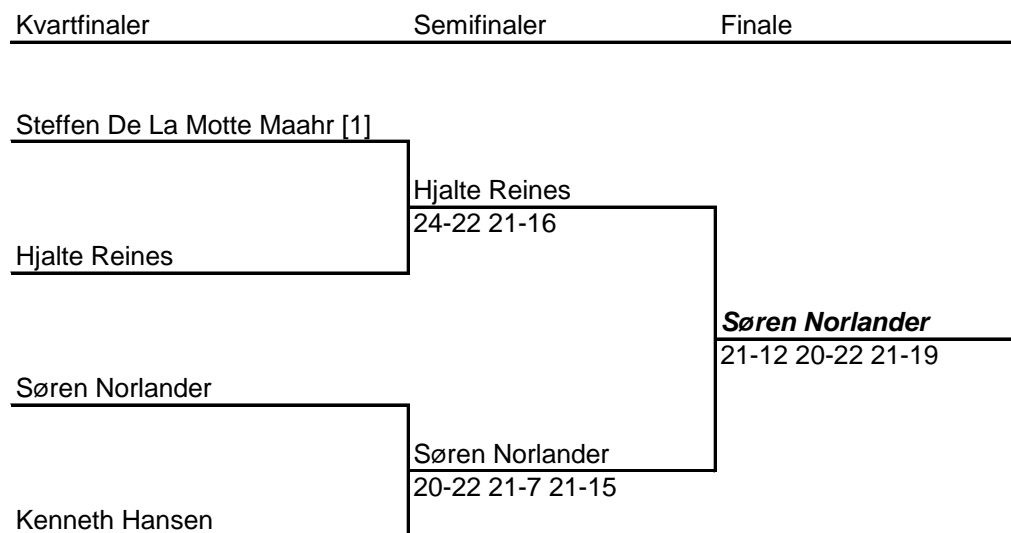 Kvartfinaler Semifinaler Finale
Steffen De La Motte Maahr [1]
Hjalte Reines
24-22 21-16
Hjalte Reines
Søren Norlander
21-12 20-22 21-19
Søren Norlander
Søren Norlander
20-22 21-7 21-15
Kenneth Hansen